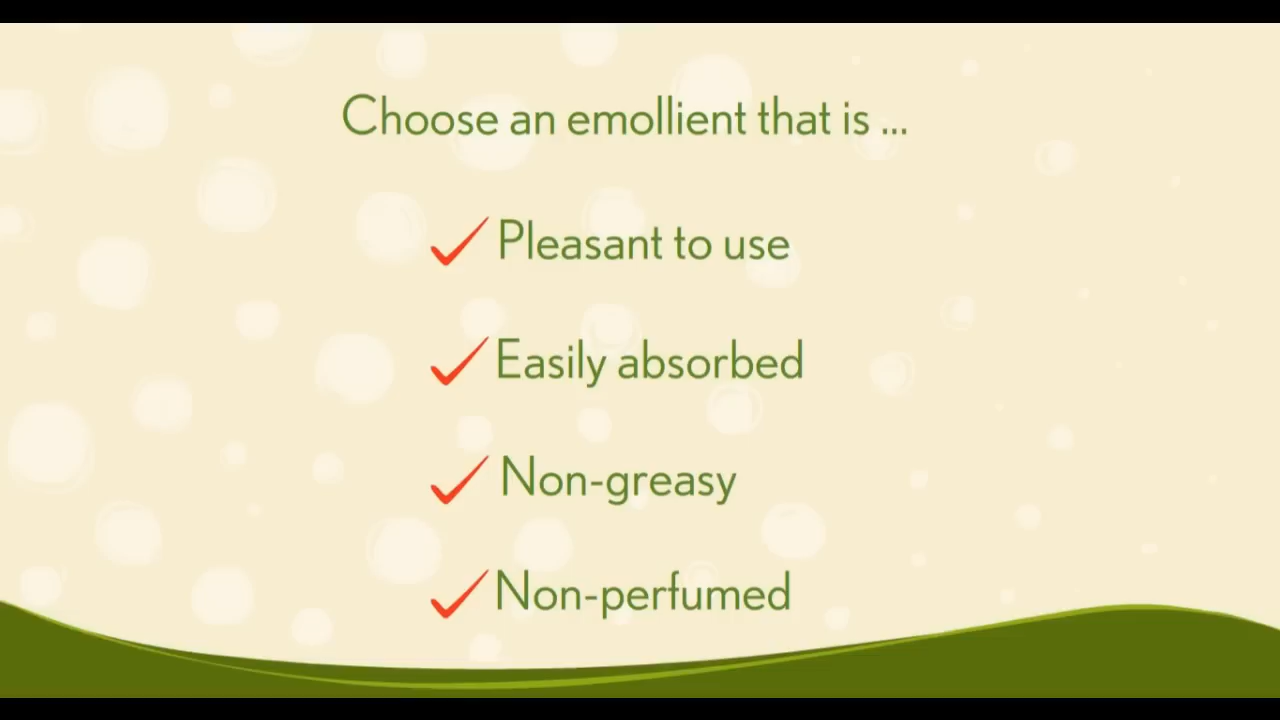 Choose an emollient that is ...
Pleasant to use
Easily absorbed
Non-greasy
Non-perfumed